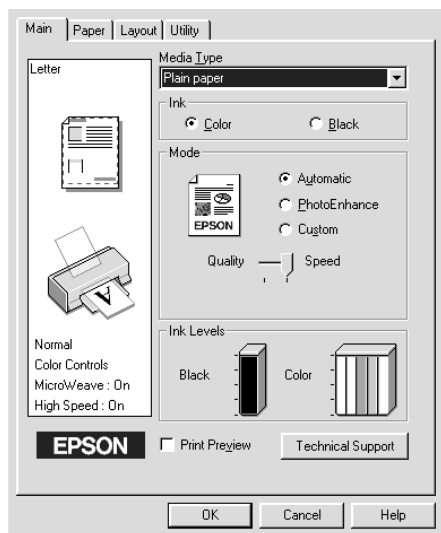 Main Paper Layout Utility
Letter
Media Type
Plain paper
Ink
Color Black
Mode
EPSON
Automatic
PhotoEnhance
Custom
Quality Speed
Ink Levels
Black Color
Normal
Color Controls
MicroWeave : On
High Speed : On
EPSON
Print Preview
Technical Support
OK Cancel Help